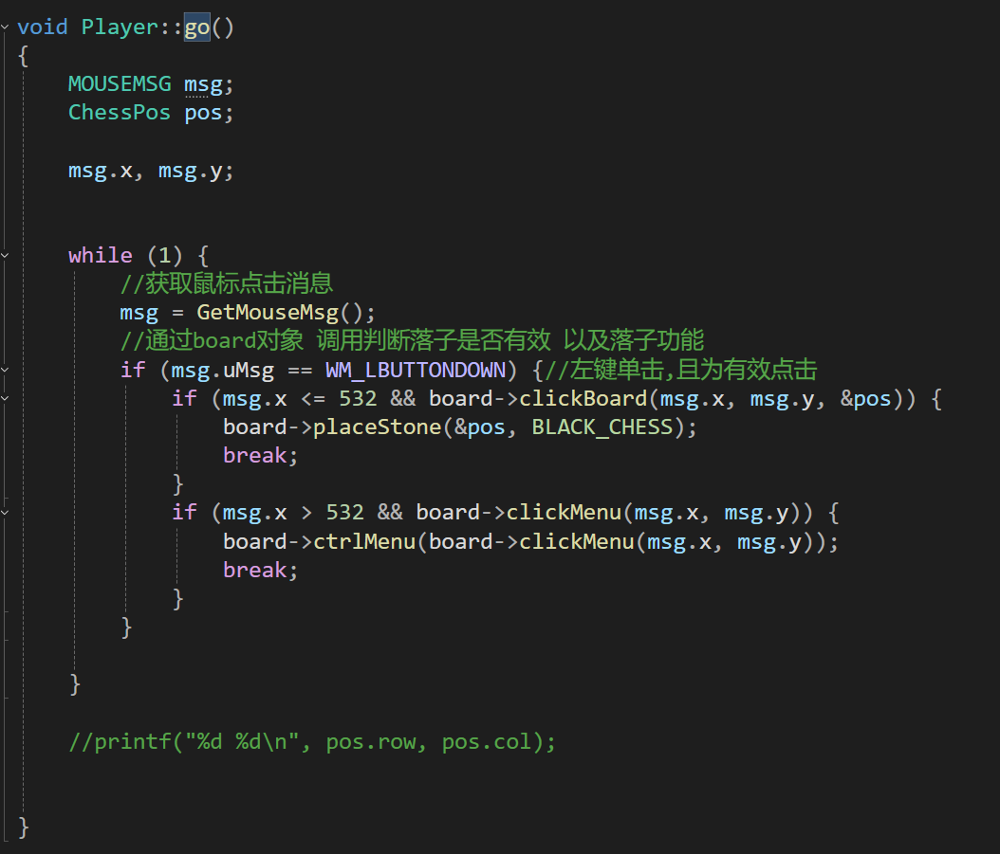 void Player::go()
{
MOUSEMSG msg;
ChessPos pos;
msg.x, msg.y;
while (1) {
//获取鼠标点击消息
msg = GetMouseMsg();
//通过board对象 调用判断落子是否有效 以及落子功能
if (msg.uMsg == WM_LBUTTONDOWN) {//左键单击,且为有效点击
if (msg.x <= 532 && board->clickBoard(msg.x, msg.y, &pos)) {
board->placeStone(&pos, BLACK_CHESS);
break;
}
if (msg.x > 532 && board->clickMenu(msg.x, msg.y)) {
board->ctrlMenu(board->clickMenu(msg.x, msg.y));
break;
}
}
}
//printf("%d %d\n", pos.row, pos.col);
}